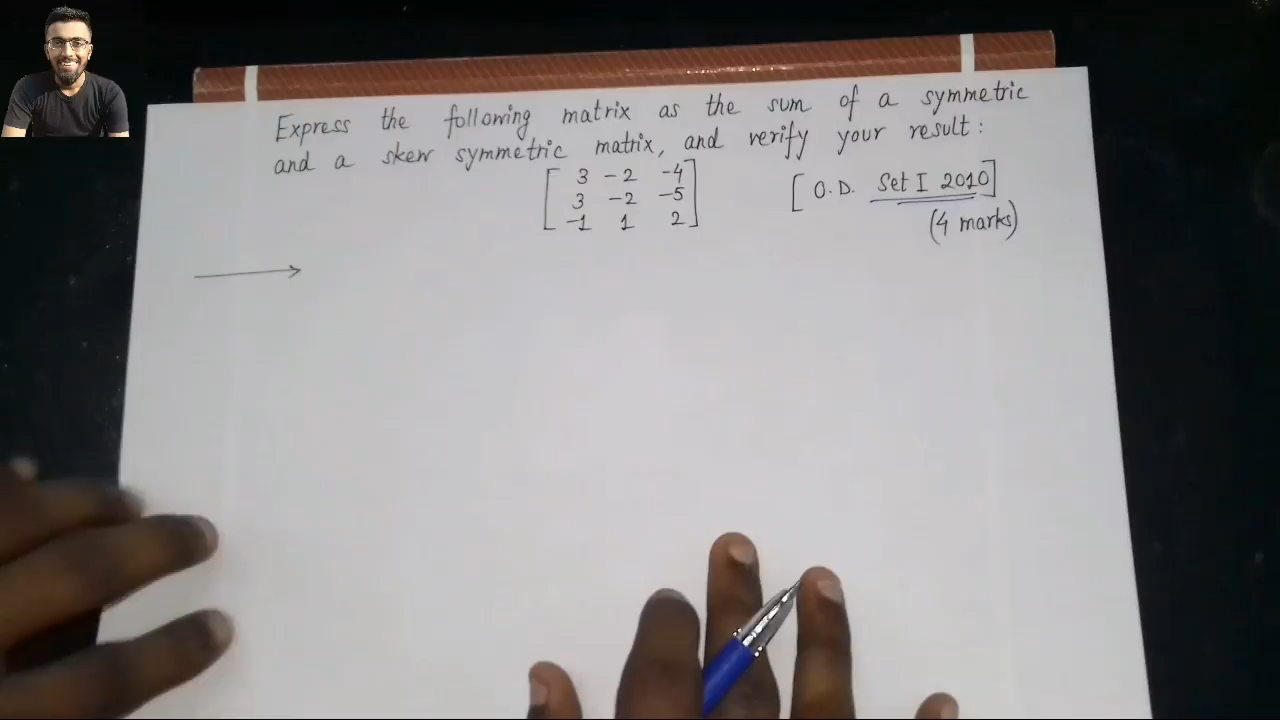 Express the following matrix as the sum of a symmetric
and a skew symmetric matrix, and verify your result:
[ 3 -2 -4
3 -2 -5
-1 1 2 ]
[ O.D. Set I 2010]
(4 marks)